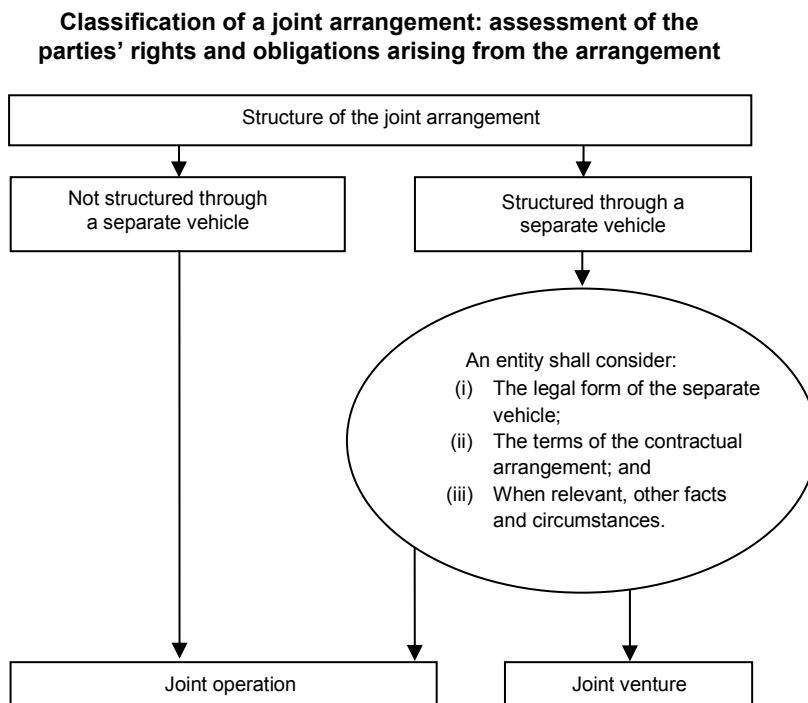 Classification of a joint arrangement: assessment of the
parties’ rights and obligations arising from the arrangement
Structure of the joint arrangement
Not structured through
a separate vehicle
Structured through a
separate vehicle
An entity shall consider:
(i) The legal form of the separate
vehicle;
(ii) The terms of the contractual
arrangement; and
(iii) When relevant, other facts
and circumstances.
Joint operation
Joint venture